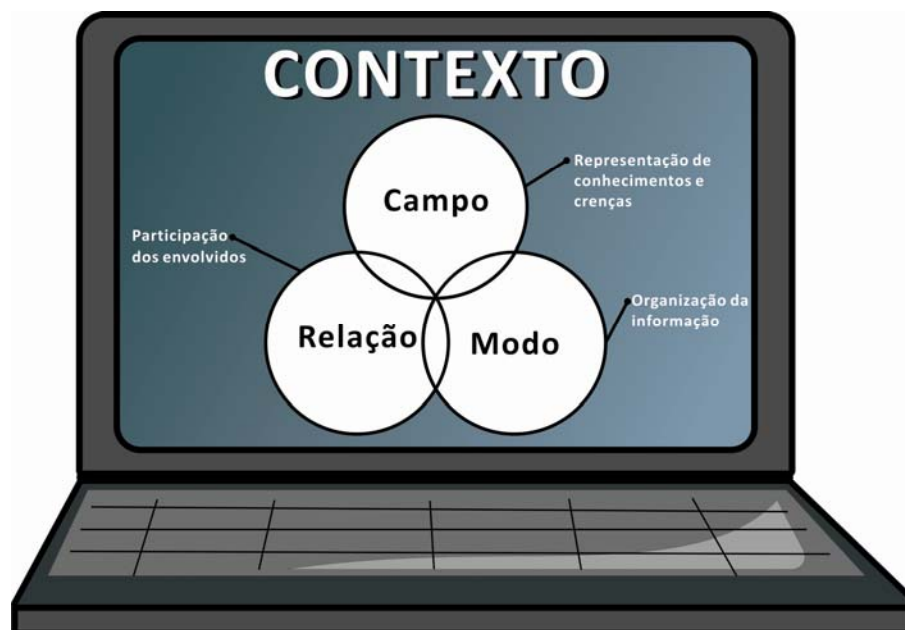 CONTEXTO
Campo
Representação de
conhecimentos e
crenças
Participação
dos envolvidos
Relação
Modo
Organização da
informação